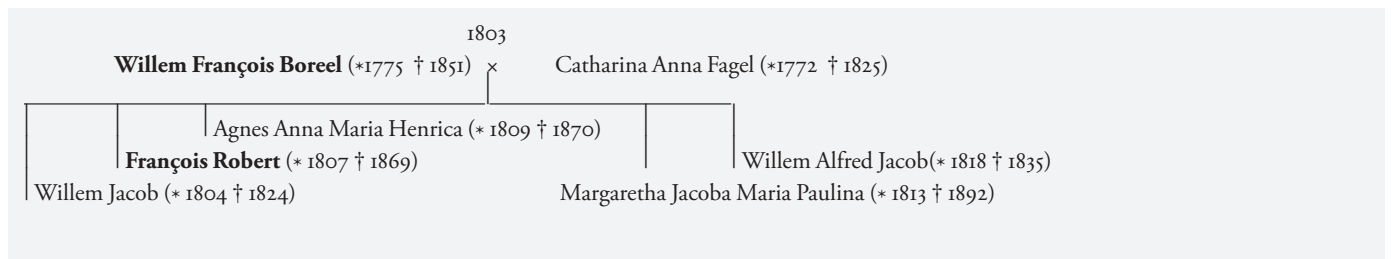 1803
Willem François Boreel (*1775 † 1851) × Catharina Anna Fagel (*1772 † 1825)
Agnes Anna Maria Henrica (* 1809 † 1870)
François Robert (* 1807 † 1869) Willem Alfred Jacob(* 1818 † 1835)
Willem Jacob (* 1804 † 1824) Margaretha Jacoba Maria Paulina (* 1813 † 1892)